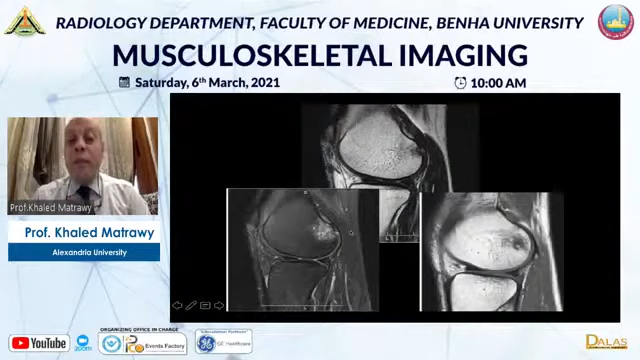 RADIOLOGY DEPARTMENT, FACULTY OF MEDICINE, BENHA UNIVERSITY
MUSCULOSKELETAL IMAGING
Saturday, 6th March, 2021
10:00 AM
Prof.Khaled Matrawy
Prof. Khaled Matrawy
Alexandria University
ORGANIZING OFFICE IN CHARGE
YouTube
zoom
Events Factory
GE Healthcare
DALAS